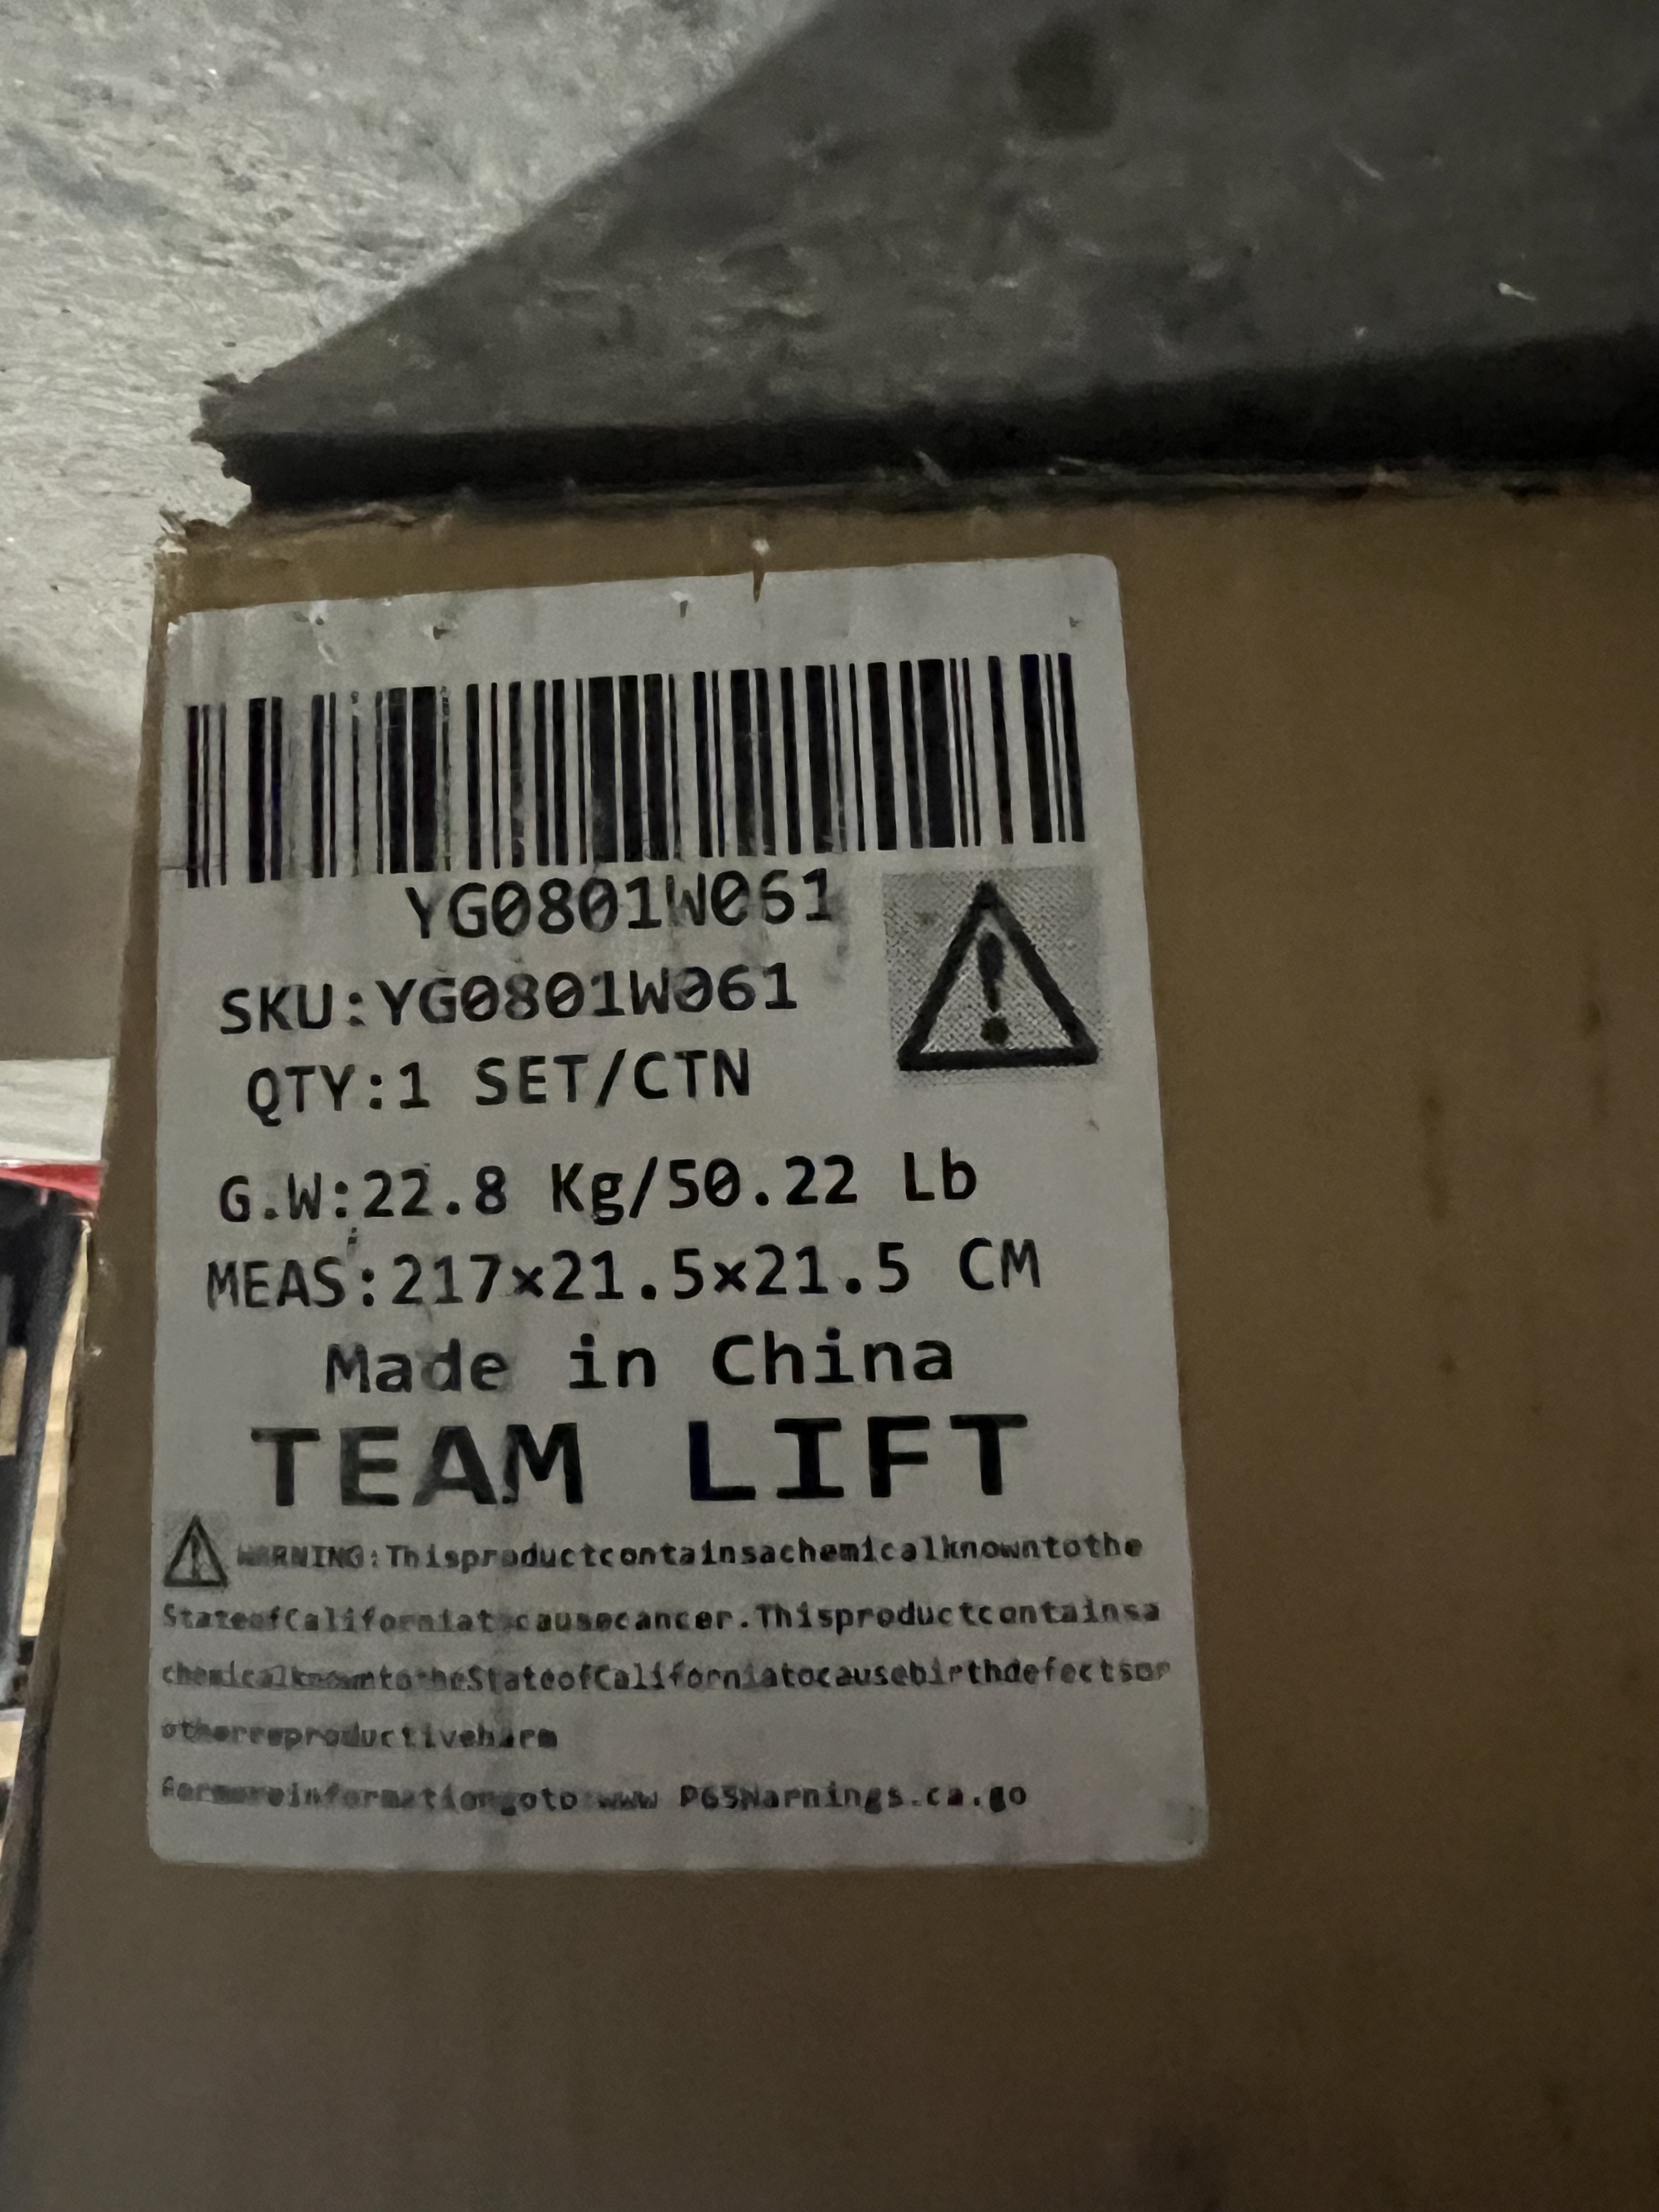 YG0801W061
SKU:YG0801W061
QTY:1 SET/CTN
G.W:22.8 Kg/50.22 Lb
MEAS:217×21.5×21.5 CM
Made in China
TEAM LIFT
WARNING:Thisproductcontainsachemicalknowntothe
StateofCaliforniatocausecancer.Thisproductcontainsa
chemicalknowntotheStateofCaliforniatocausebirthdefectsor
otherreproductiveharm
Formoreinformationgoto www P65Warnings.ca.go